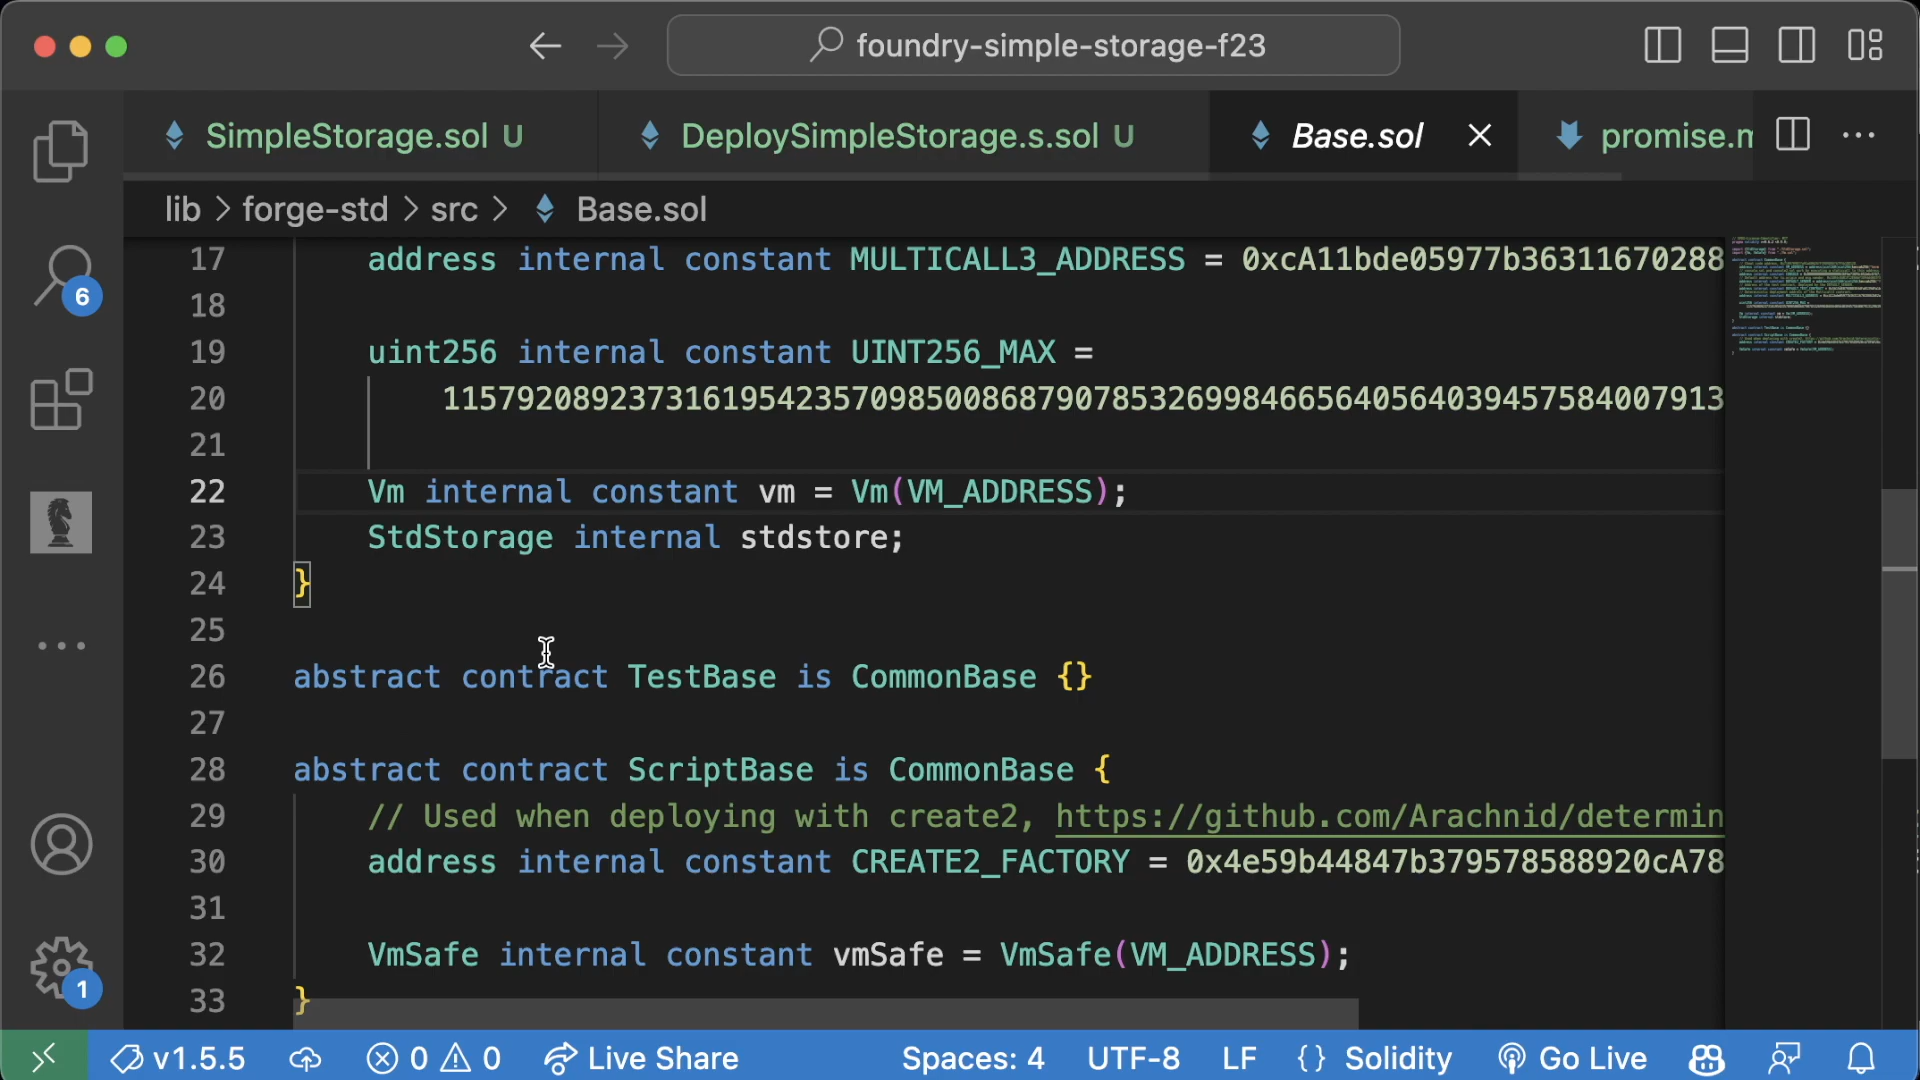 foundry-simple-storage-f23
SimpleStorage.sol U
DeploySimpleStorage.s.sol U
Base.sol
promise.m
lib > forge-std > src > Base.sol
17 address internal constant MULTICALL3_ADDRESS = 0xcA11bde05977b36311670288
18
19 uint256 internal constant UINT256_MAX =
20 115792089237316195423570985008687907853269984665640564039457584007913
21
22 Vm internal constant vm = Vm(VM_ADDRESS);
23 StdStorage internal stdstore;
24 }
25
26 abstract contract TestBase is CommonBase {}
27
28 abstract contract ScriptBase is CommonBase {
29 // Used when deploying with create2, https://github.com/Arachnid/determin
30 address internal constant CREATE2_FACTORY = 0x4e59b44847b379578588920cA78
31
32 VmSafe internal constant vmSafe = VmSafe(VM_ADDRESS);
33 }
6
1
v1.5.5 0 0 Live Share Spaces: 4 UTF-8 LF {} Solidity Go Live